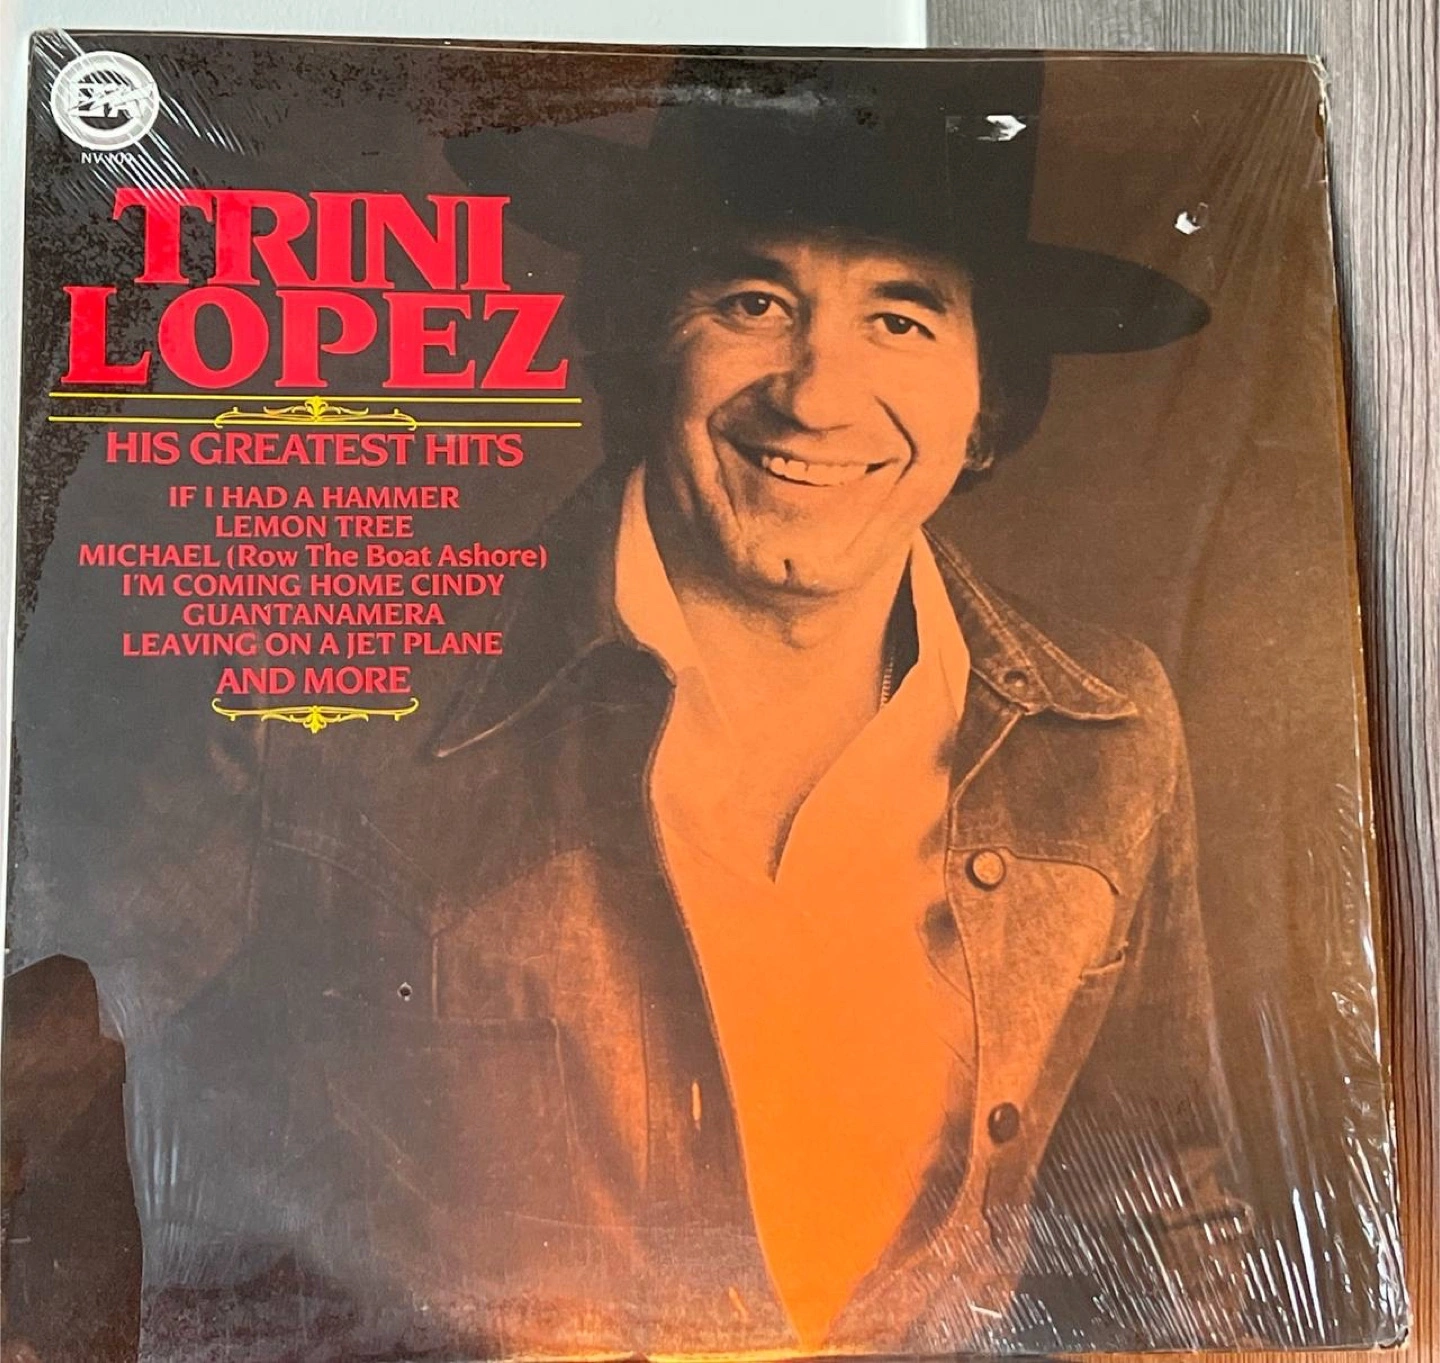 TRINI
LOPEZ
HIS GREATEST HITS
IF I HAD A HAMMER
LEMON TREE
MICHAEL (Row The Boat Ashore)
I'M COMING HOME CINDY
GUANTANAMERA
LEAVING ON A JET PLANE
AND MORE